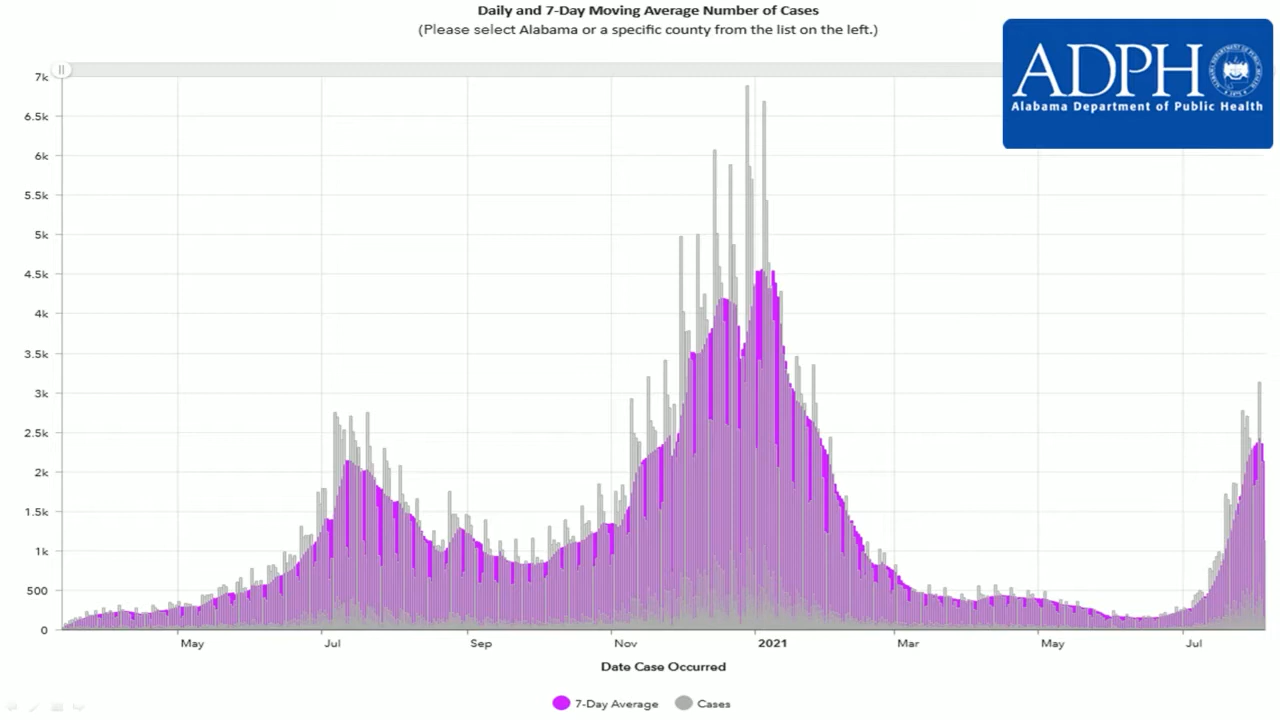 Daily and 7-Day Moving Average Number of Cases
(Please select Alabama or a specific county from the list on the left.)
ADPH
Alabama Department of Public Health
7k
6.5k
6k
5.5k
5k
4.5k
4k
3.5k
3k
2.5k
2k
1.5k
1k
500
0
May
Jul
Sep
Nov
2021
Mar
May
Jul
Date Case Occurred
7-Day Average
Cases